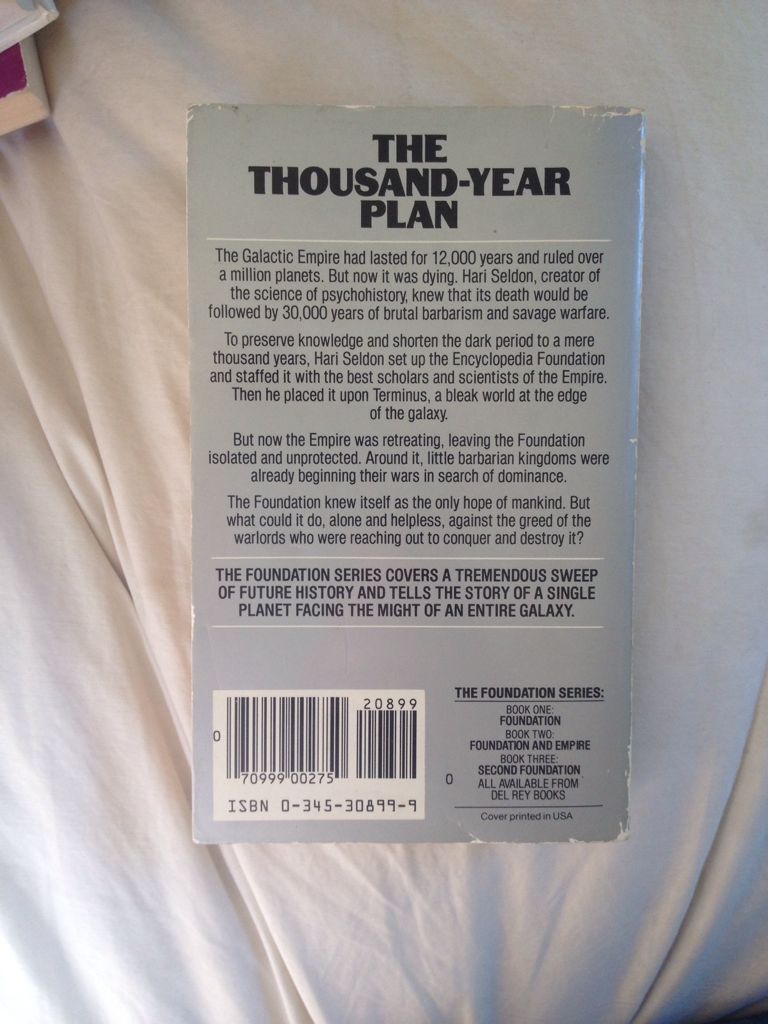 THE
THOUSAND-YEAR
PLAN
The Galactic Empire had lasted for 12,000 years and ruled over
a million planets. But now it was dying. Hari Seldon, creator of
the science of psychohistory, knew that its death would be
followed by 30,000 years of brutal barbarism and savage warfare.
To preserve knowledge and shorten the dark period to a mere
thousand years, Hari Seldon set up the Encyclopedia Foundation
and staffed it with the best scholars and scientists of the Empire.
Then he placed it upon Terminus, a bleak world at the edge
of the galaxy.
But now the Empire was retreating, leaving the Foundation
isolated and unprotected. Around it, little barbarian kingdoms were
already beginning their wars in search of dominance.
The Foundation knew itself as the only hope of mankind. But
what could it do, alone and helpless, against the greed of the
warlords who were reaching out to conquer and destroy it?
THE FOUNDATION SERIES COVERS A TREMENDOUS SWEEP
OF FUTURE HISTORY AND TELLS THE STORY OF A SINGLE
PLANET FACING THE MIGHT OF AN ENTIRE GALAXY.
20899
0
70999 00275
0
ISBN 0-345-30899-9
THE FOUNDATION SERIES:
BOOK ONE:
FOUNDATION
BOOK TWO:
FOUNDATION AND EMPIRE
BOOK THREE:
SECOND FOUNDATION
ALL AVAILABLE FROM
DEL REY BOOKS
Cover printed in USA